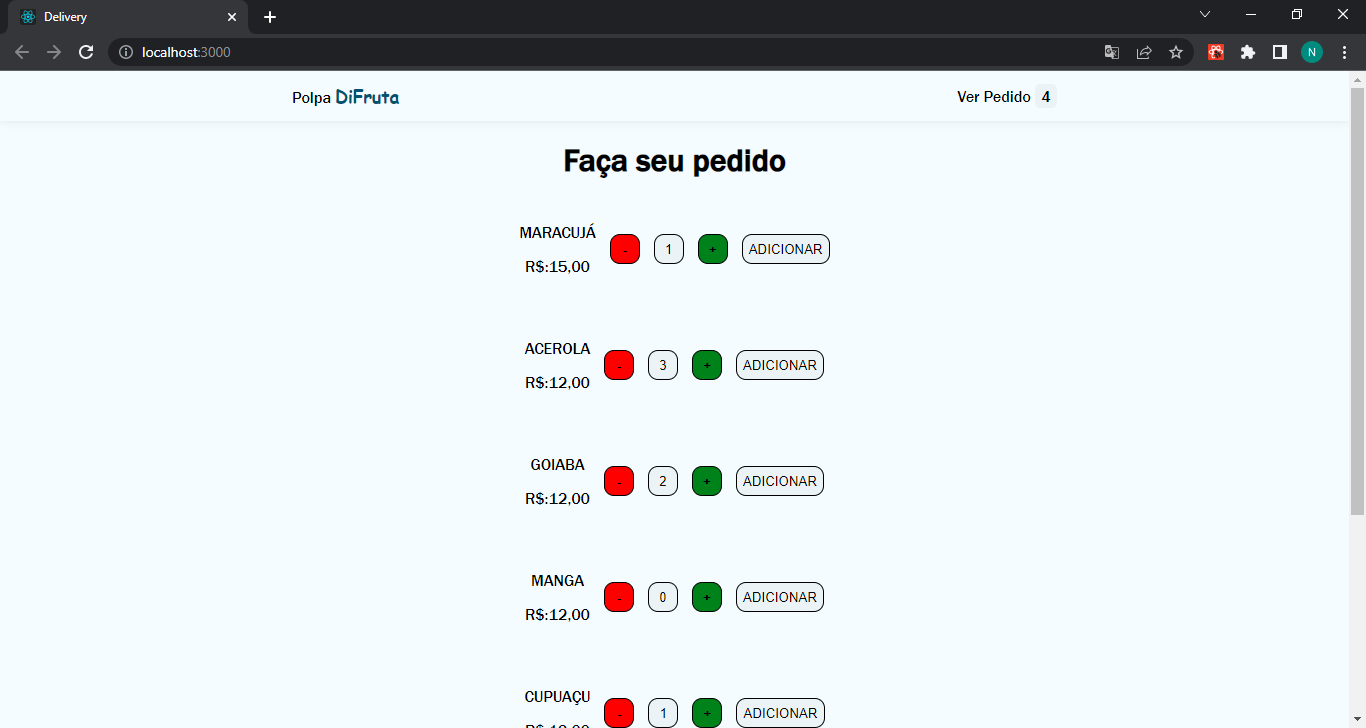 Delivery
localhost:3000
N
Polpa DiFruta
Ver Pedido 4
Faça seu pedido
MARACUJÁ
R$:15,00
- 1 + ADICIONAR
ACEROLA
R$:12,00
- 3 + ADICIONAR
GOIABA
R$:12,00
- 2 + ADICIONAR
MANGA
R$:12,00
- 0 + ADICIONAR
CUPUAÇU
- 1 + ADICIONAR